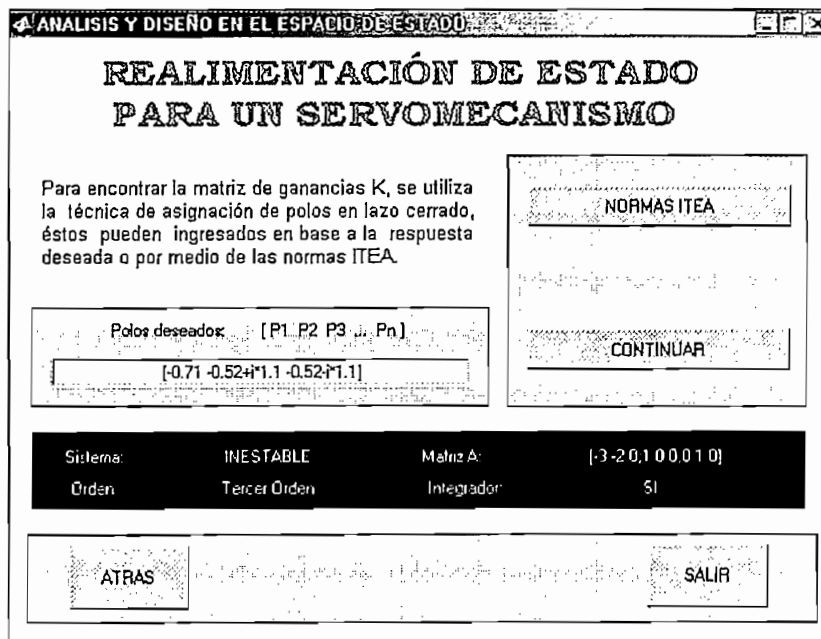 ANALISIS Y DISEÑO EN EL ESPACIO DE ESTADO
REALIMENTACIÓN DE ESTADO
PARA UN SERVOMECANISMO
Para encontrar la matriz de ganancias K, se utiliza
la técnica de asignación de polos en lazo cerrado,
éstos pueden ingresados en base a la respuesta
deseada o por medio de las normas ITEA.
NORMAS ITEA
Polos deseados: [ P1 P2 P3 ... Pn ]
[-0.71 -0.52+i*1.1 -0.52-i*1.1]
CONTINUAR
Sistema: INESTABLE Matriz A: [-3 -2 0;1 0 0;0 1 0]
Orden Tercer Orden Integrador: SI
ATRAS
SALIR